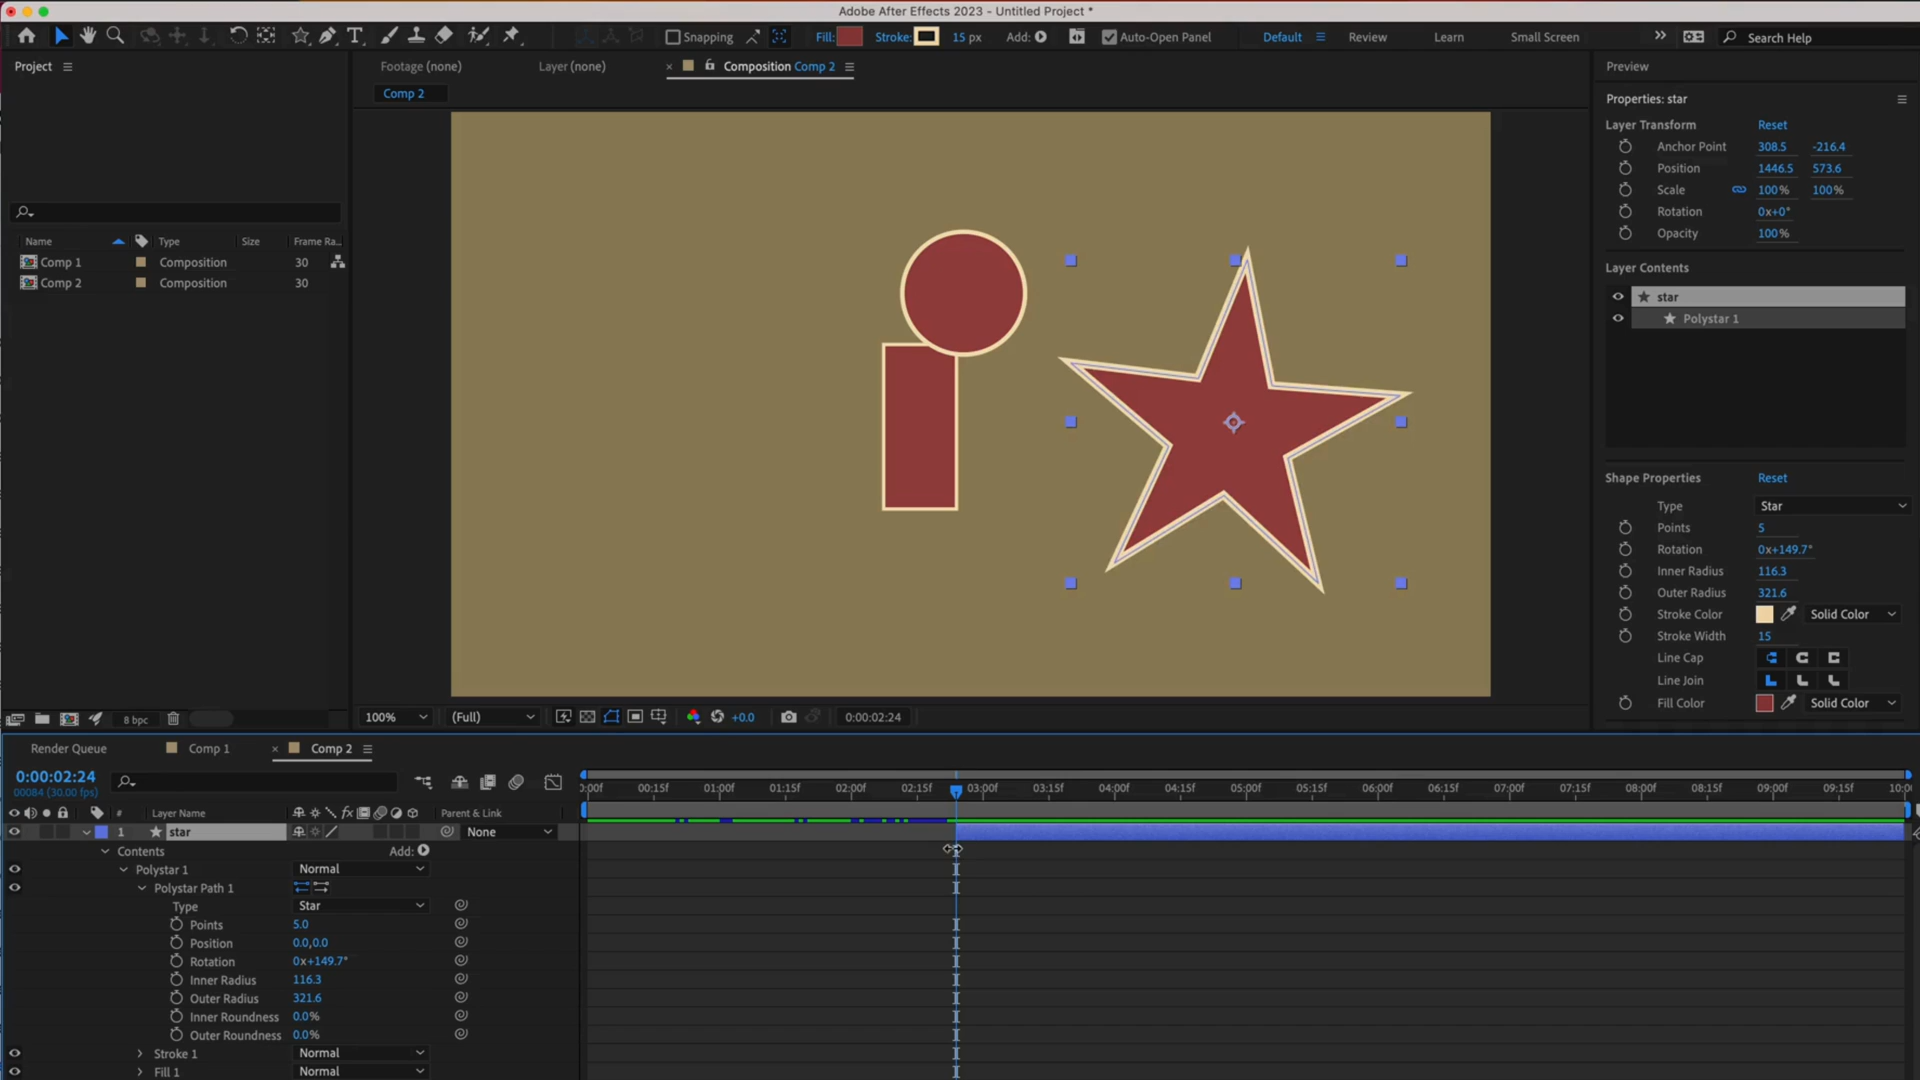 Adobe After Effects 2023 - Untitled Project *
Snapping
Fill:
Stroke:
15 px
Add:
Auto-Open Panel
Default
Review
Learn
Small Screen
Search Help
Project
Footage (none)
Layer (none)
Composition Comp 2
Comp 2
Name
Type
Size
Frame Ra...
Comp 1
Composition
30
Comp 2
Composition
30
8 bpc
100%
(Full)
+0.0
0:00:02:24
Preview
Properties: star
Layer Transform
Reset
Anchor Point
308.5
-216.4
Position
1446.5
573.6
Scale
100%
100%
Rotation
0x+0°
Opacity
100%
Layer Contents
star
Polystar 1
Shape Properties
Reset
Type
Star
Points
5
Rotation
0x+149.7°
Inner Radius
116.3
Outer Radius
321.6
Stroke Color
Solid Color
Stroke Width
15
Line Cap
Line Join
Fill Color
Solid Color
Render Queue
Comp 1
Comp 2
0:00:02:24
00084 (30.00 fps)
#
Layer Name
fx
Parent & Link
:00f
00:15f
01:00f
01:15f
02:00f
02:15f
03:00f
03:15f
04:00f
04:15f
05:00f
05:15f
06:00f
06:15f
07:00f
07:15f
08:00f
08:15f
09:00f
09:15f
10:0
1
star
None
Contents
Add:
Polystar 1
Normal
Polystar Path 1
Type
Star
Points
5.0
Position
0.0,0.0
Rotation
0x+149.7°
Inner Radius
116.3
Outer Radius
321.6
Inner Roundness
0.0%
Outer Roundness
0.0%
Stroke 1
Normal
Fill 1
Normal